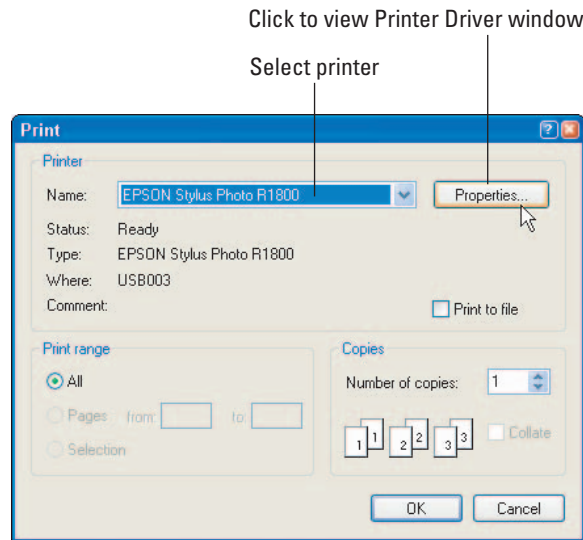 Click to view Printer Driver window
Select printer
Print
Printer
Name: EPSON Stylus Photo R1800 Properties...
Status: Ready
Type: EPSON Stylus Photo R1800
Where: USB003
Comment: Print to file
Print range
All
Pages from: to:
Selection
Copies
Number of copies: 1
1 1 2 2 3 3 Collate
OK Cancel